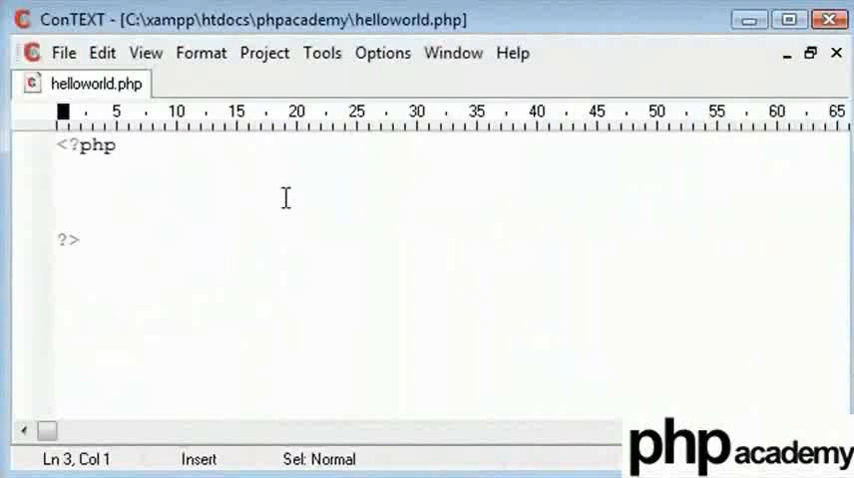 ConTEXT - [C:\xampp\htdocs\phpacademy\helloworld.php]
File Edit View Format Project Tools Options Window Help
helloworld.php
5 10 15 20 25 30 35 40 45 50 55 60 65
<?php
?>
Ln 3, Col 1 Insert Sel: Normal
php academy